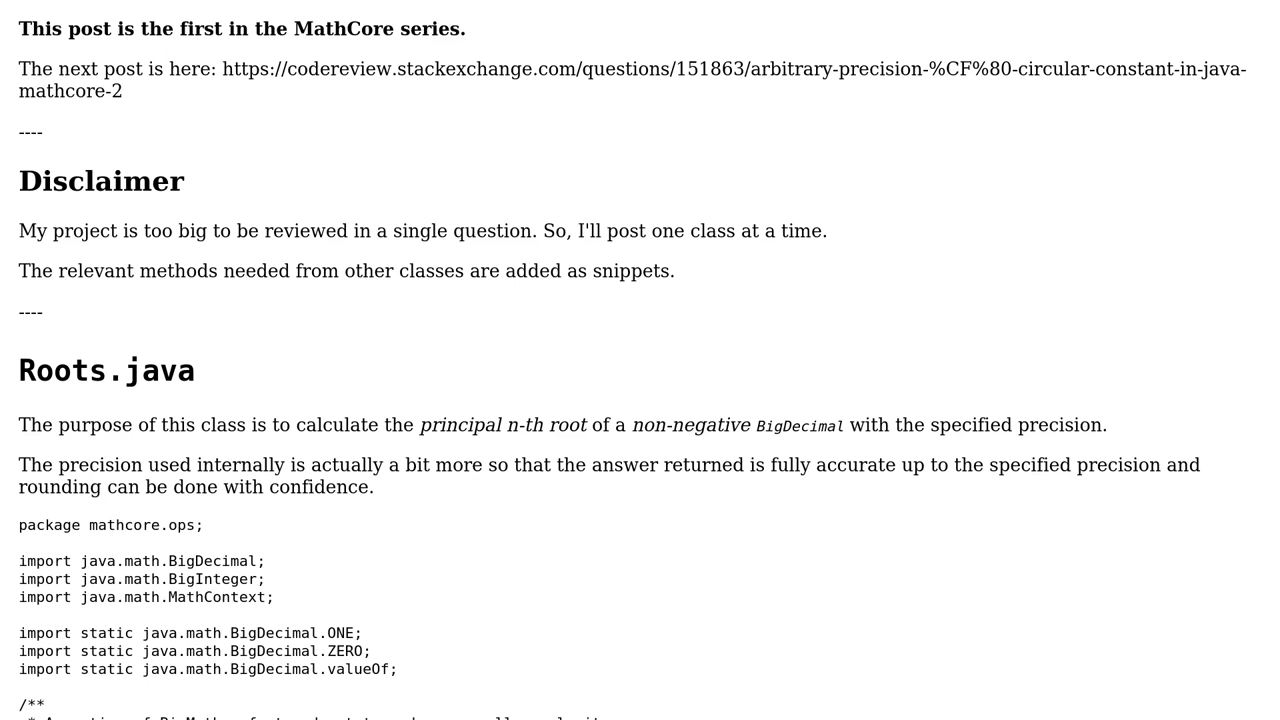 This post is the first in the MathCore series.
The next post is here: https://codereview.stackexchange.com/questions/151863/arbitrary-precision-%CF%80-circular-constant-in-java-
mathcore-2
----
Disclaimer
My project is too big to be reviewed in a single question. So, I'll post one class at a time.
The relevant methods needed from other classes are added as snippets.
----
Roots.java
The purpose of this class is to calculate the principal n-th root of a non-negative BigDecimal with the specified precision.
The precision used internally is actually a bit more so that the answer returned is fully accurate up to the specified precision and
rounding can be done with confidence.
package mathcore.ops;
import java.math.BigDecimal;
import java.math.BigInteger;
import java.math.MathContext;
import static java.math.BigDecimal.ONE;
import static java.math.BigDecimal.ZERO;
import static java.math.BigDecimal.valueOf;
/**